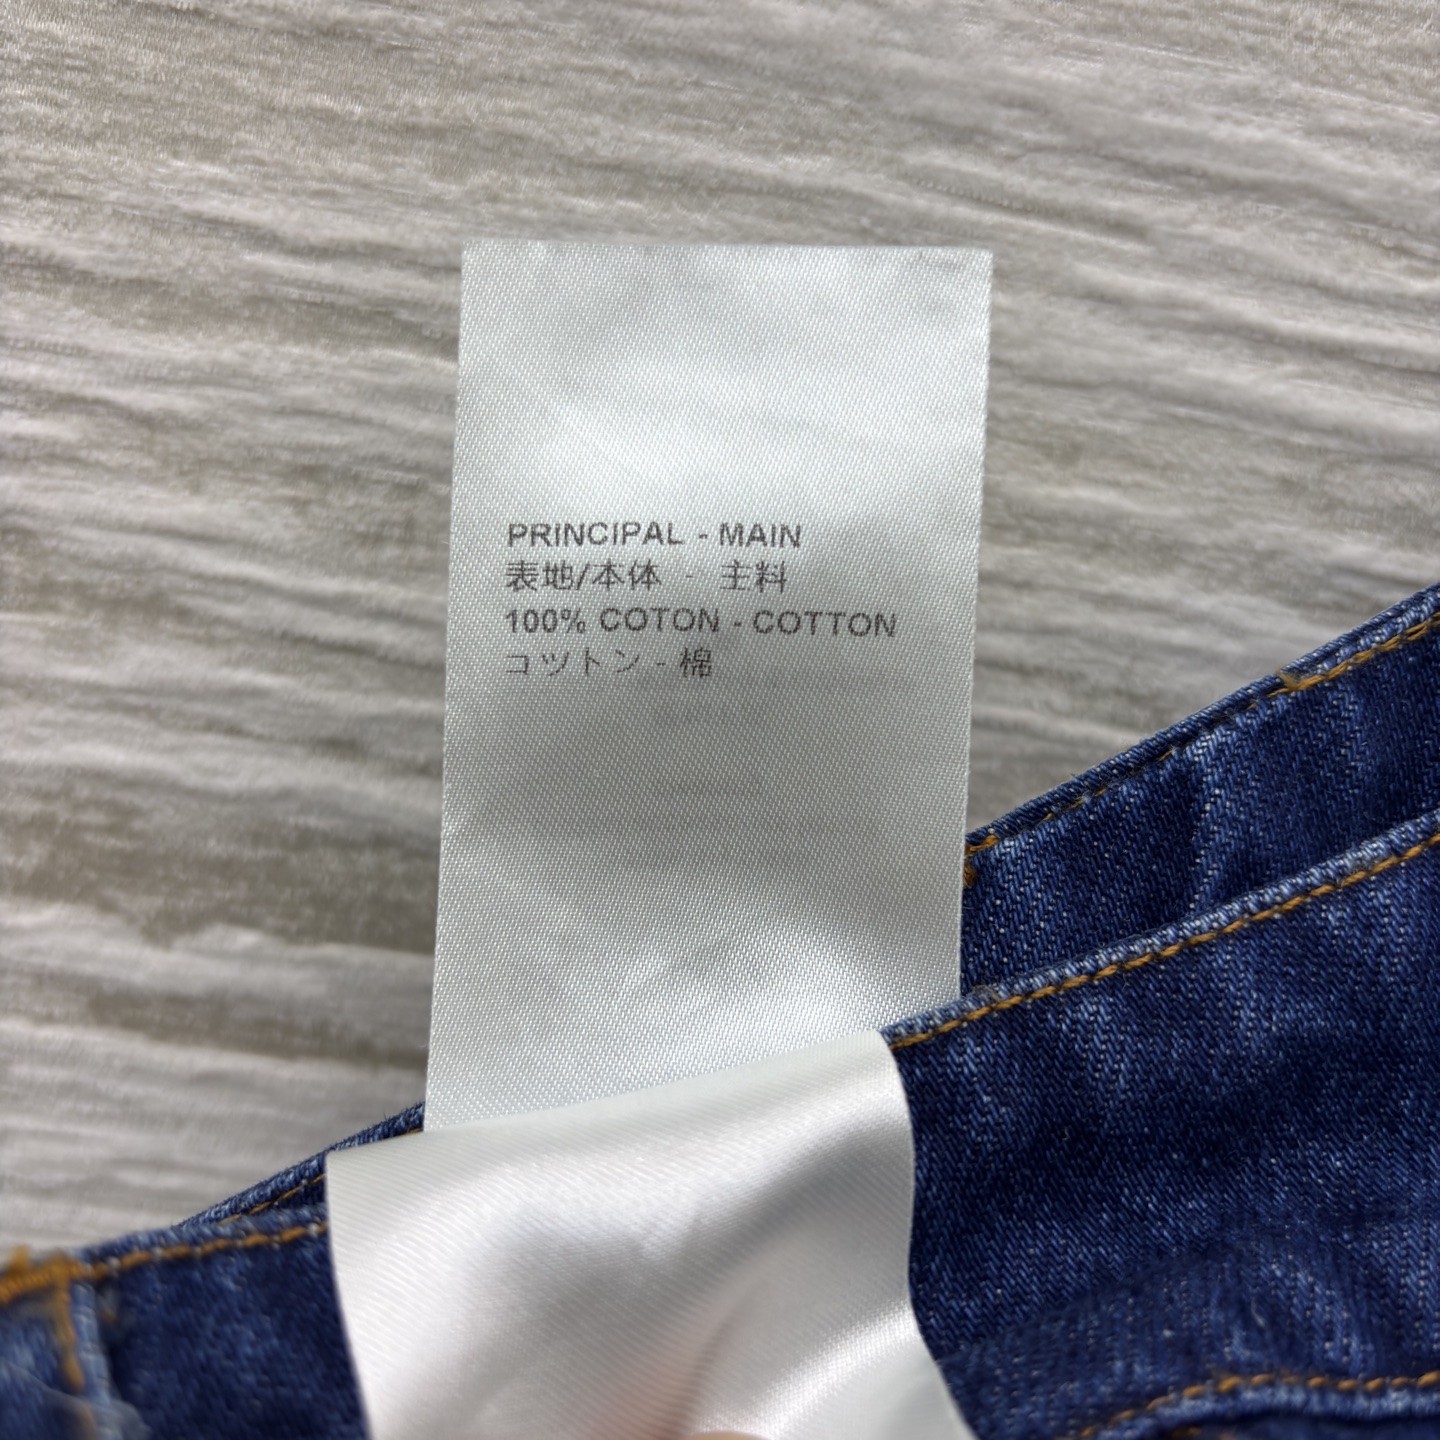 PRINCIPAL - MAIN
表地/本体 - 主料
100% COTON - COTTON
コットン - 棉